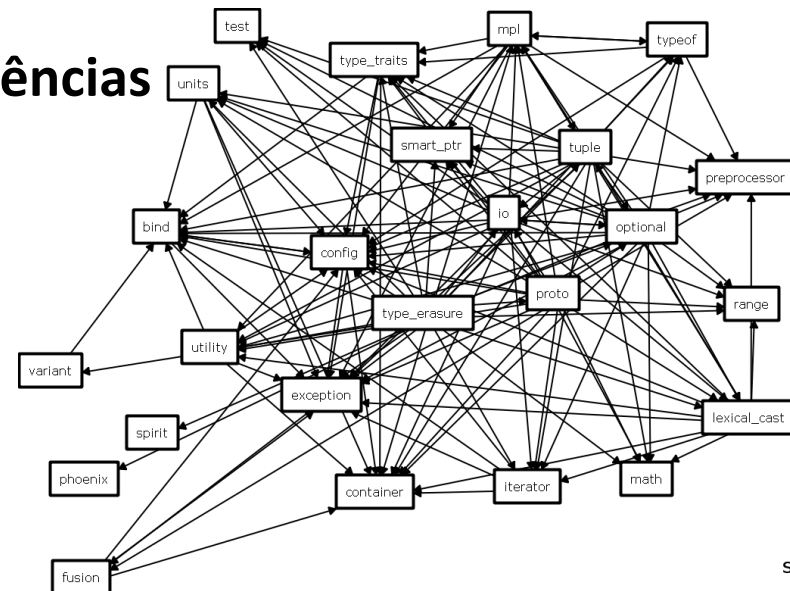 test
mpl
typeof
type_traits
ências
units
smart_ptr
tuple
preprocessor
bind
io
optional
config
proto
range
type_erasure
utility
variant
exception
lexical_cast
spirit
phoenix
container
iterator
math
s
fusion